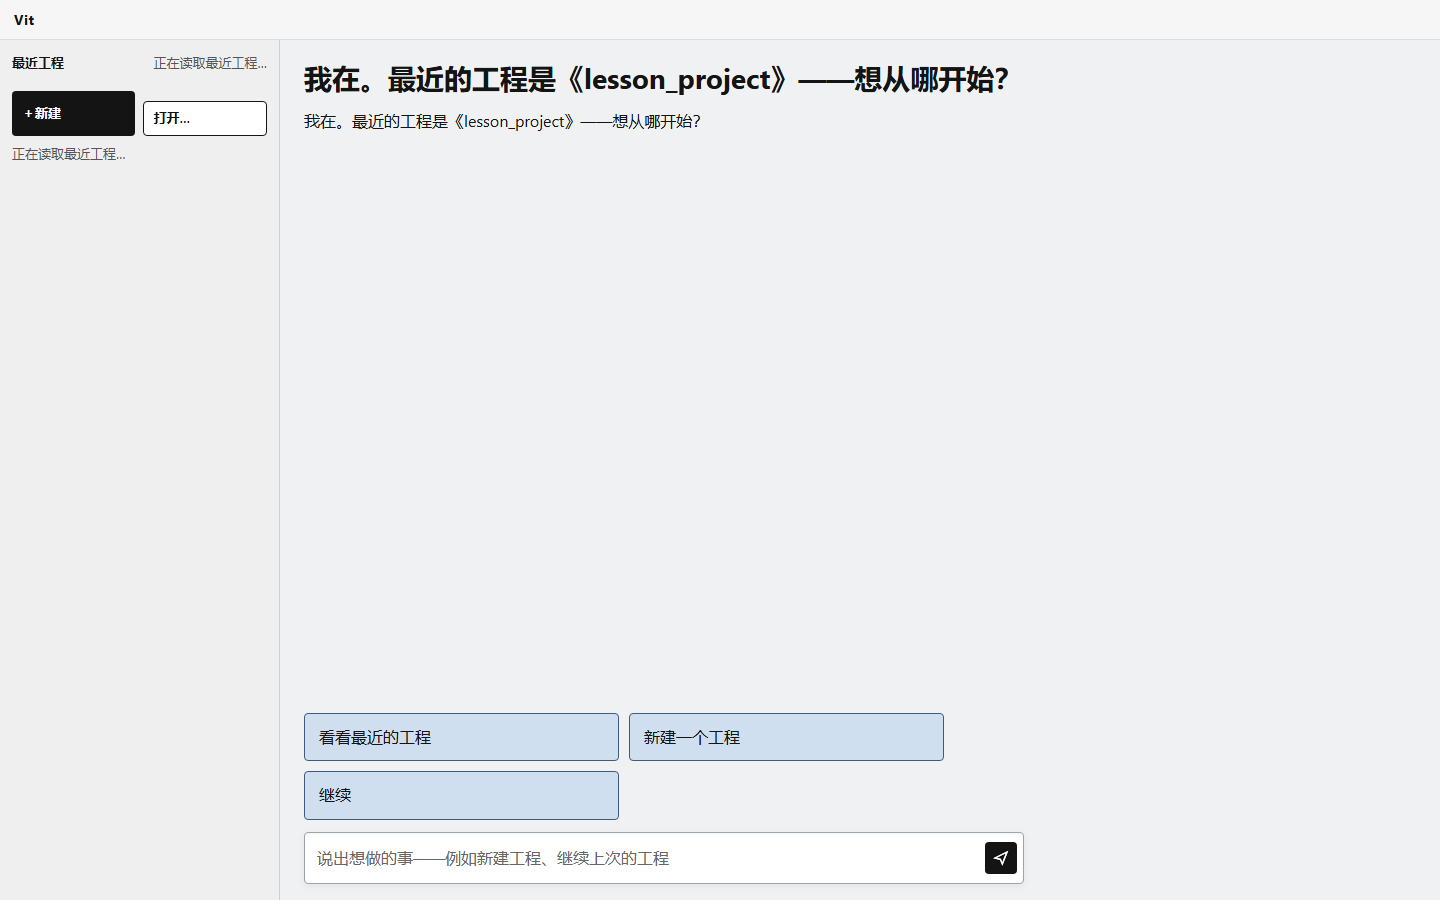 Vit
最近工程
正在读取最近工程...
+ 新建
打开...
正在读取最近工程...
我在。最近的工程是《lesson_project》——想从哪开始？
我在。最近的工程是《lesson_project》——想从哪开始？
看看最近的工程
新建一个工程
继续
说出想做的事——例如新建工程、继续上次的工程